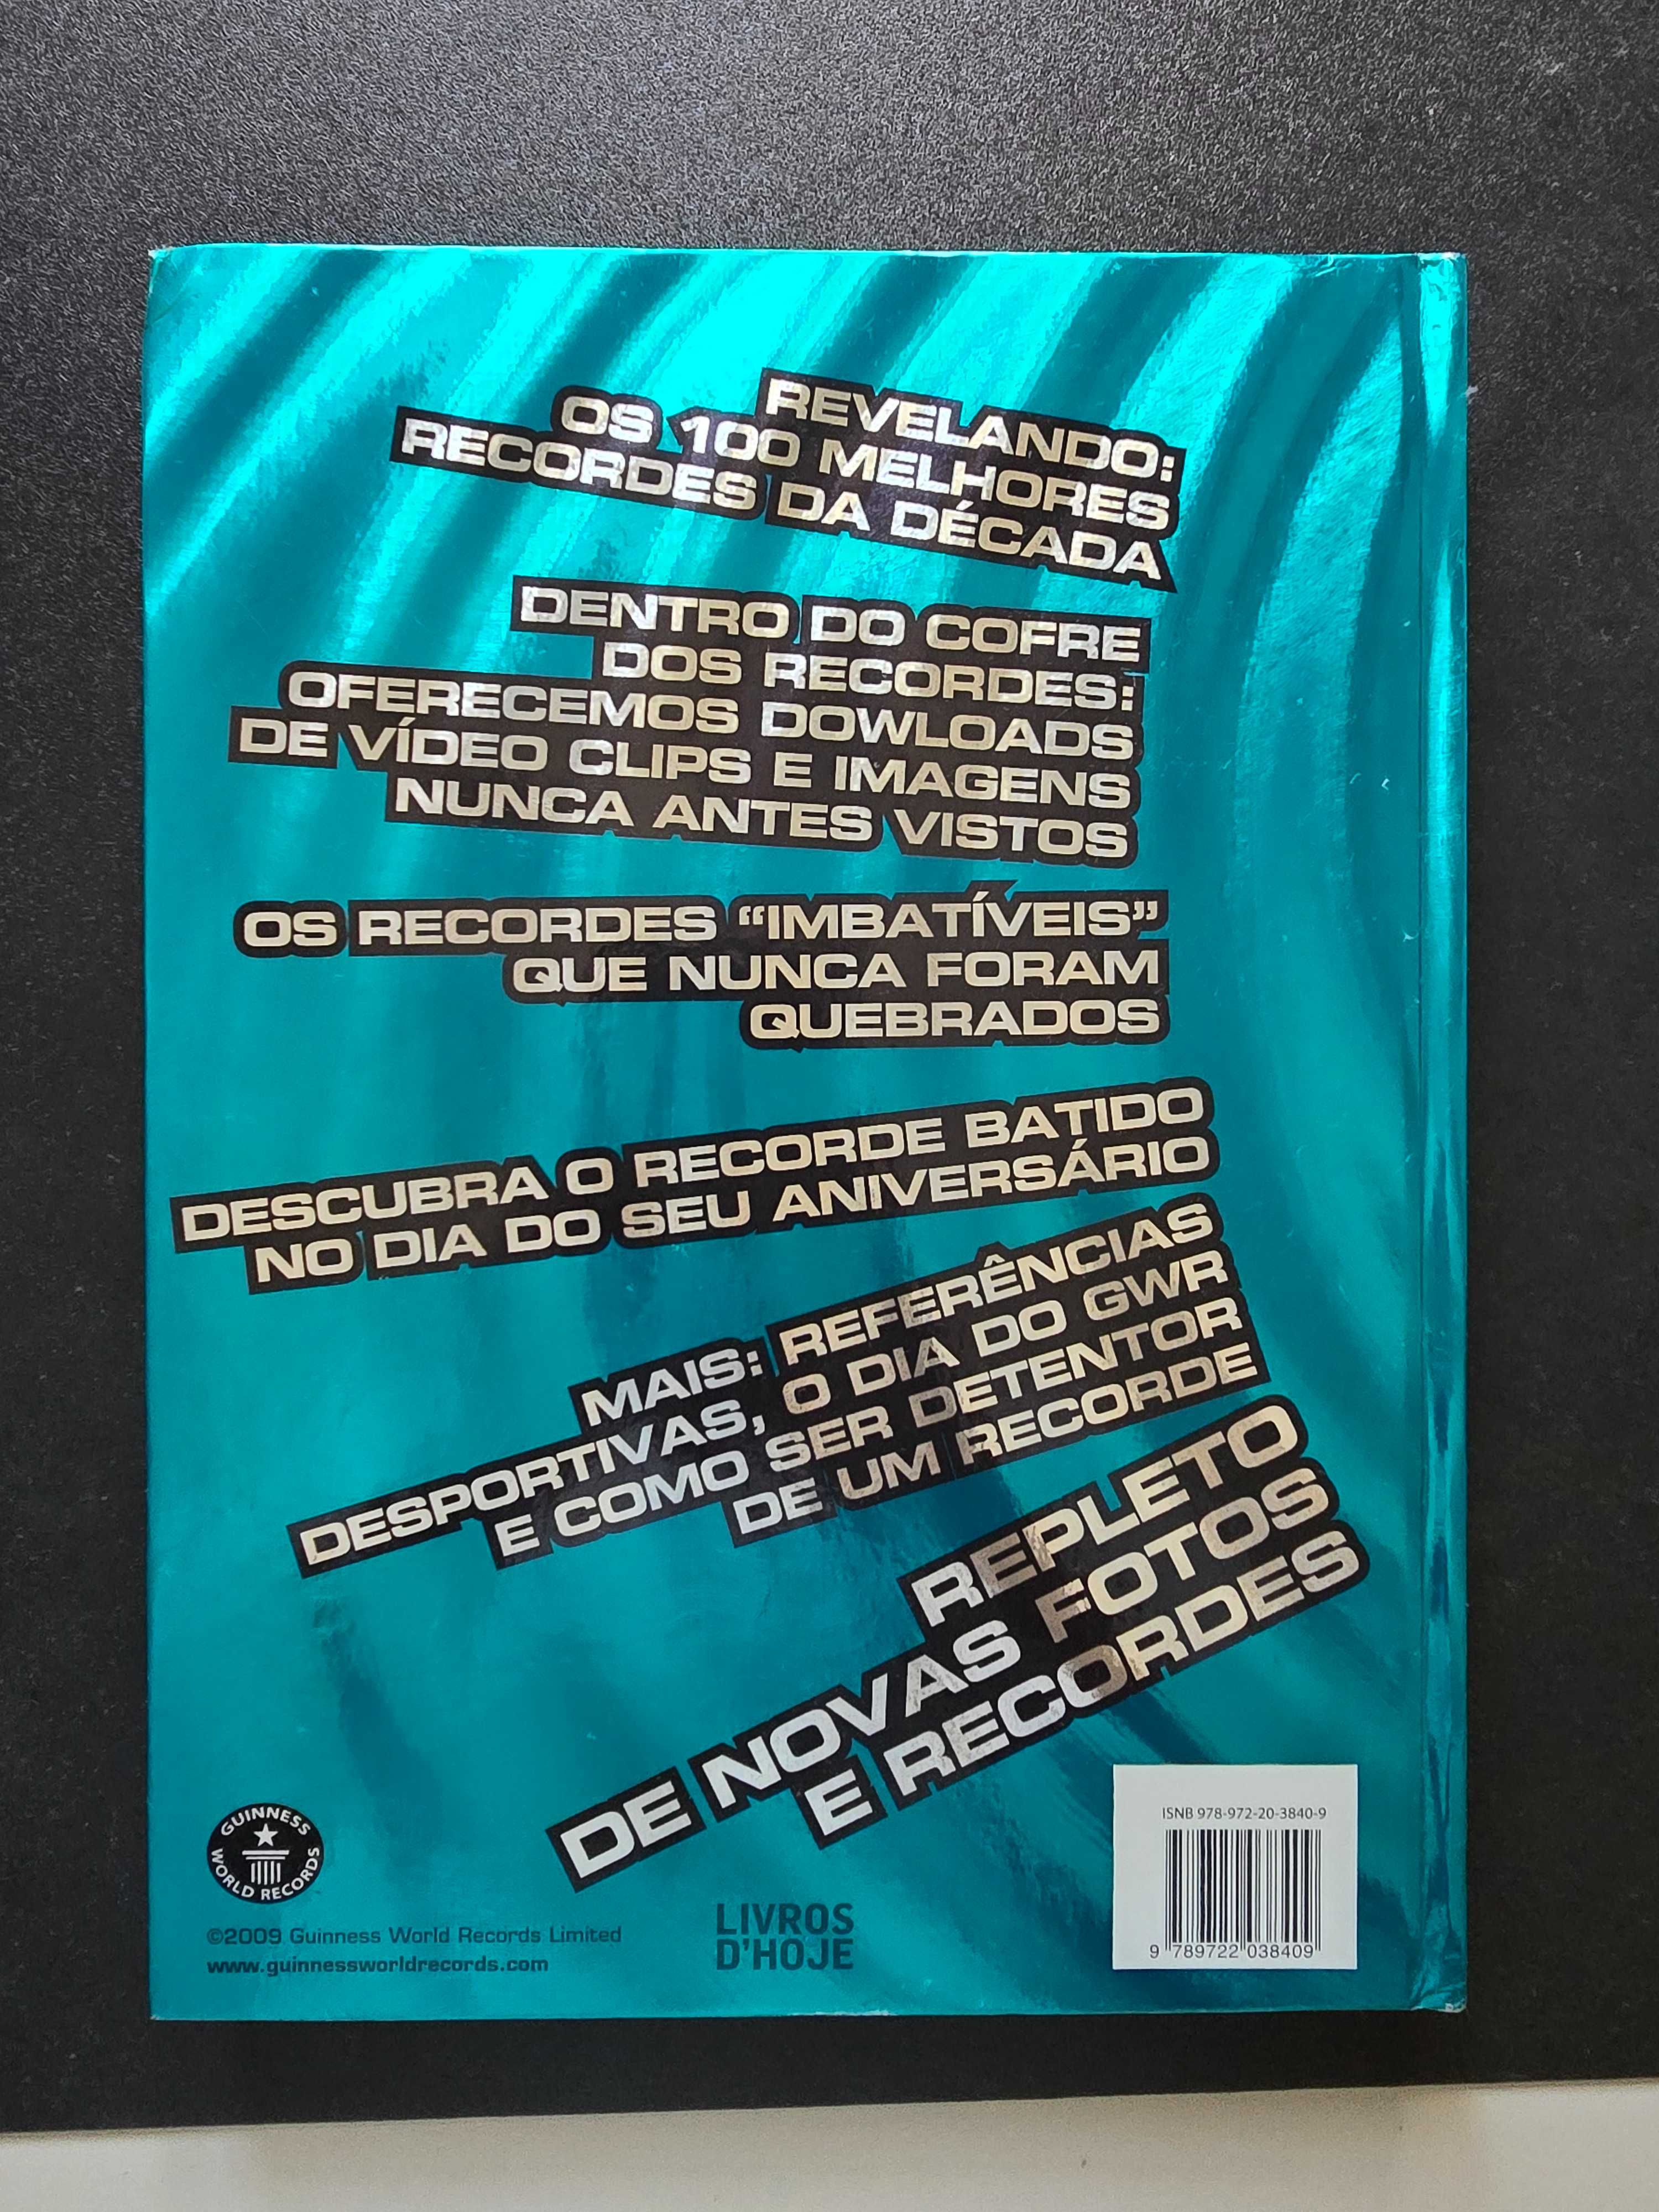 REVELANDO:
OS 100 MELHORES
RECORDES DA DÉCADA
DENTRO DO COFRE
DOS RECORDES:
OFERECEMOS DOWLOADS
DE VÍDEO CLIPS E IMAGENS
NUNCA ANTES VISTOS
OS RECORDES “IMBATÍVEIS”
QUE NUNCA FORAM
QUEBRADOS
DESCUBRA O RECORDE BATIDO
NO DIA DO SEU ANIVERSÁRIO
MAIS: REFERÊNCIAS
DESPORTIVAS, O DIA DO GWR
E COMO SER DETENTOR
DE UM RECORDE
REPLETO
DE NOVAS FOTOS
E RECORDES
GUINNESS
WORLD RECORDS
©2009 Guinness World Records Limited
www.guinnessworldrecords.com
LIVROS
D'HOJE
ISNB 978-972-20-3840-9
9 789722 038409